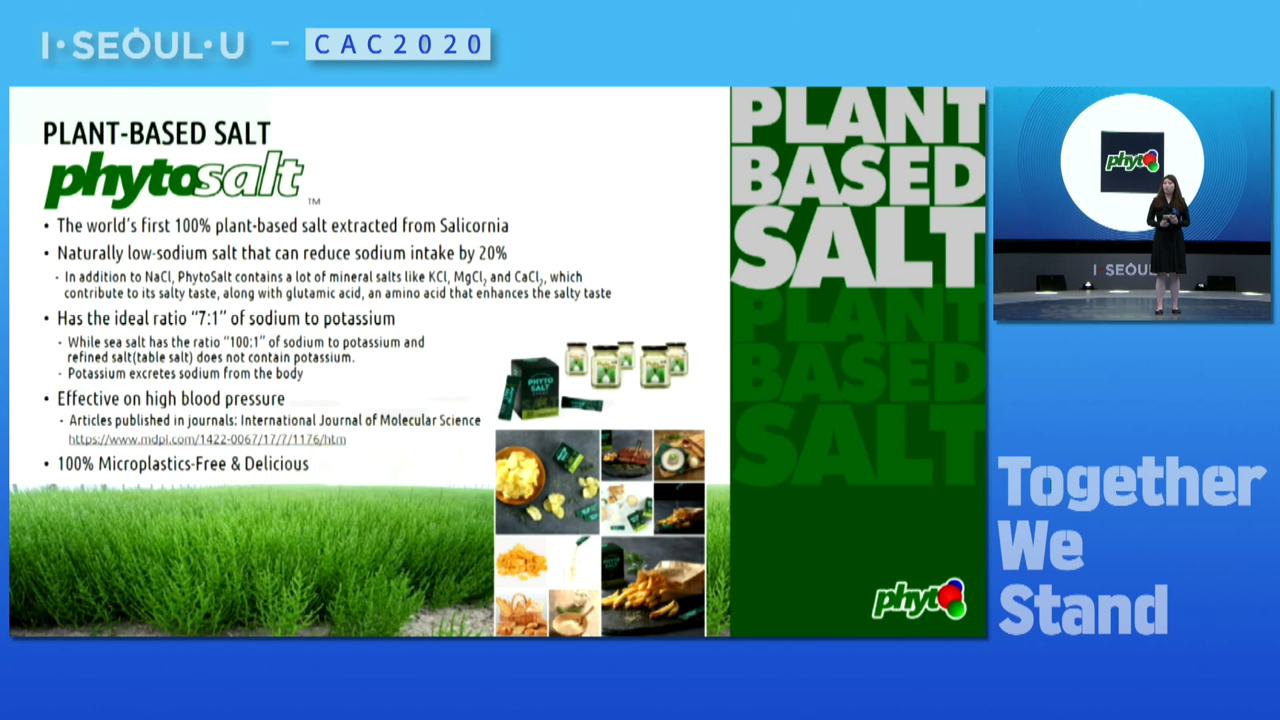 I·SEOUL·U – CAC2020
PLANT-BASED SALT
phytosalt™
• The world's first 100% plant-based salt extracted from Salicornia
• Naturally low-sodium salt that can reduce sodium intake by 20%
- In addition to NaCl, PhytoSalt contains a lot of mineral salts like KCl, MgCl₂ and CaCl₂, which
contribute to its salty taste, along with glutamic acid, an amino acid that enhances the salty taste
• Has the ideal ratio “7:1” of sodium to potassium
- While sea salt has the ratio “100:1” of sodium to potassium and
refined salt(table salt) does not contain potassium.
- Potassium excretes sodium from the body
• Effective on high blood pressure
- Articles published in journals: International Journal of Molecular Science
https://www.mdpi.com/1422-0067/17/7/1176/htm
• 100% Microplastics-Free & Delicious
PHYTO
SALT
PLANT
BASED
SALT
PLANT
BASED
SALT
phyto
phyto
I·SEOUL
Together
We
Stand